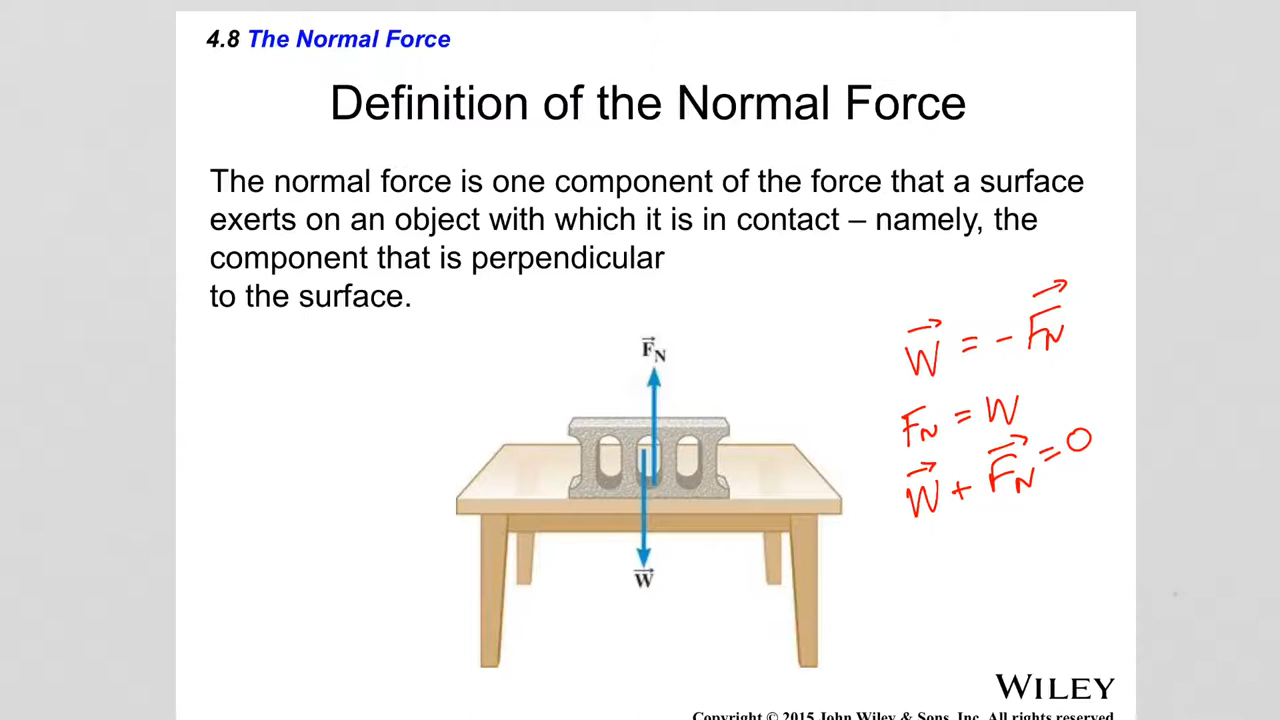 4.8 The Normal Force
Definition of the Normal Force
The normal force is one component of the force that a surface
exerts on an object with which it is in contact – namely, the
component that is perpendicular
to the surface.
F⃗N
W⃗
W⃗ = - F⃗N
FN = W
W⃗ + F⃗N = 0
WILEY
Copyright © 2015 John Wiley & Sons, Inc. All rights reserved